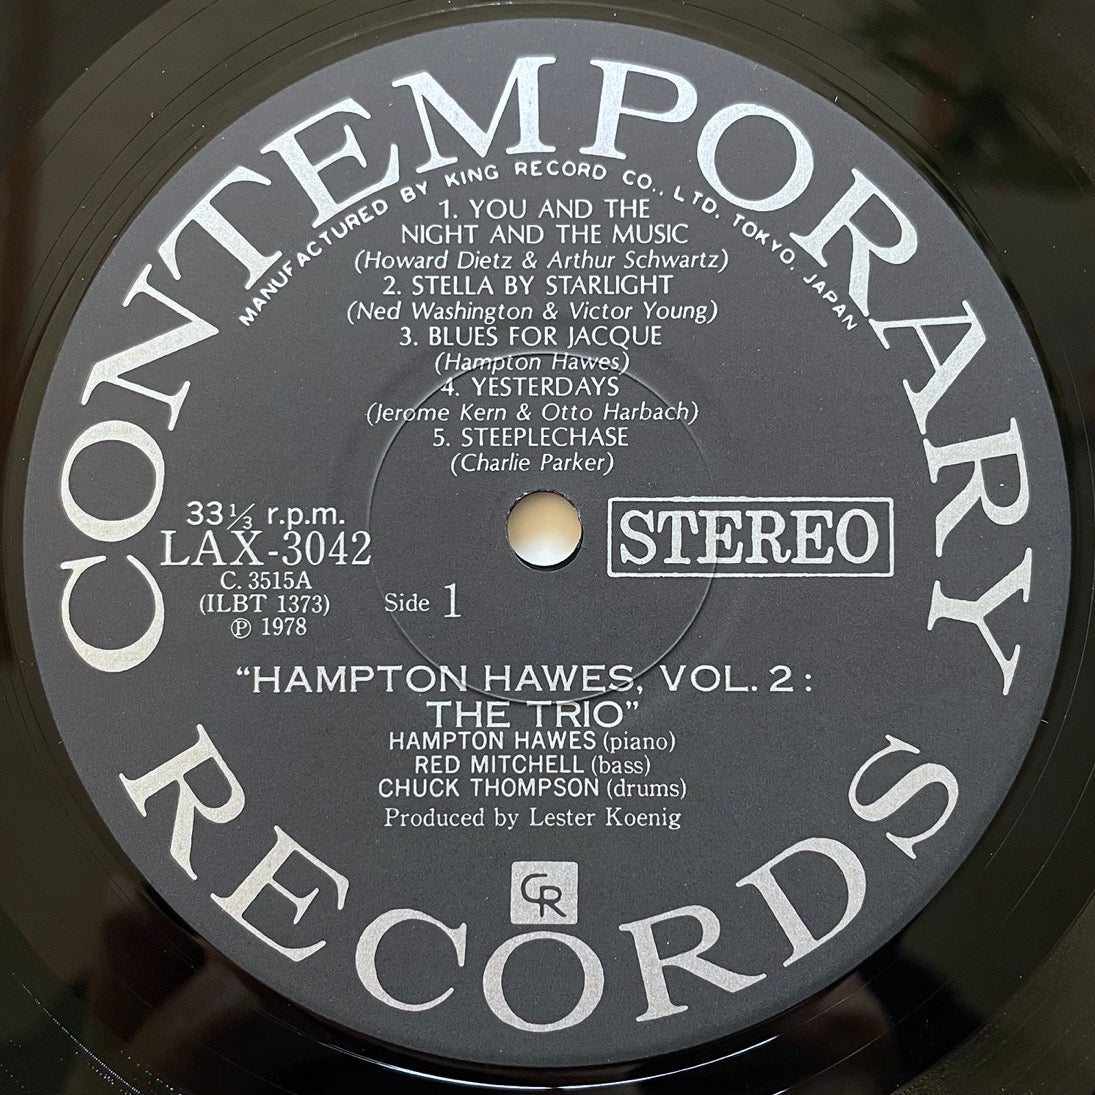 CONTEMPORARY
MANUFACTURED BY KING RECORD CO., LTD. TOKYO. JAPAN
1. YOU AND THE
NIGHT AND THE MUSIC
(Howard Dietz & Arthur Schwartz)
2. STELLA BY STARLIGHT
(Ned Washington & Victor Young)
3. BLUES FOR JACQUE
(Hampton Hawes)
4. YESTERDAYS
(Jerome Kern & Otto Harbach)
5. STEEPLECHASE
(Charlie Parker)
33⅓ r.p.m.
LAX-3042
C. 3515A
(ILBT 1373)
Ⓟ 1978
Side 1
STEREO
“HAMPTON HAWES, VOL. 2 :
THE TRIO”
HAMPTON HAWES (piano)
RED MITCHELL (bass)
CHUCK THOMPSON (drums)
Produced by Lester Koenig
CR
RECORDS